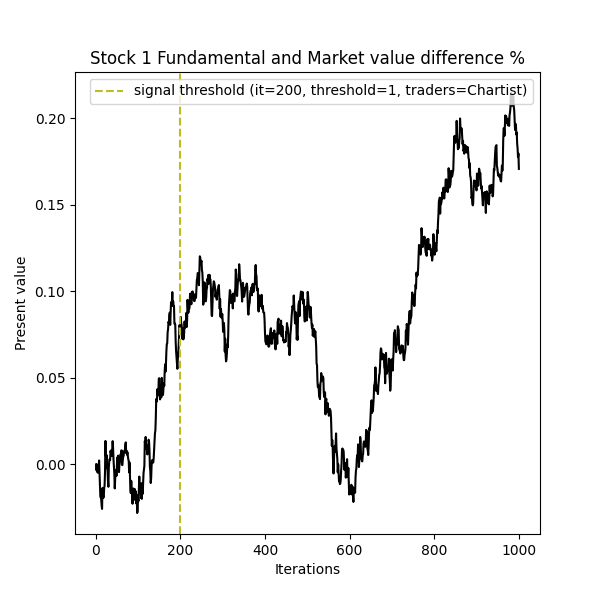 Stock 1 Fundamental and Market value difference %
signal threshold (it=200, threshold=1, traders=Chartist)
0.20
0.15
0.10
0.05
0.00
Present value
0 200 400 600 800 1000
Iterations